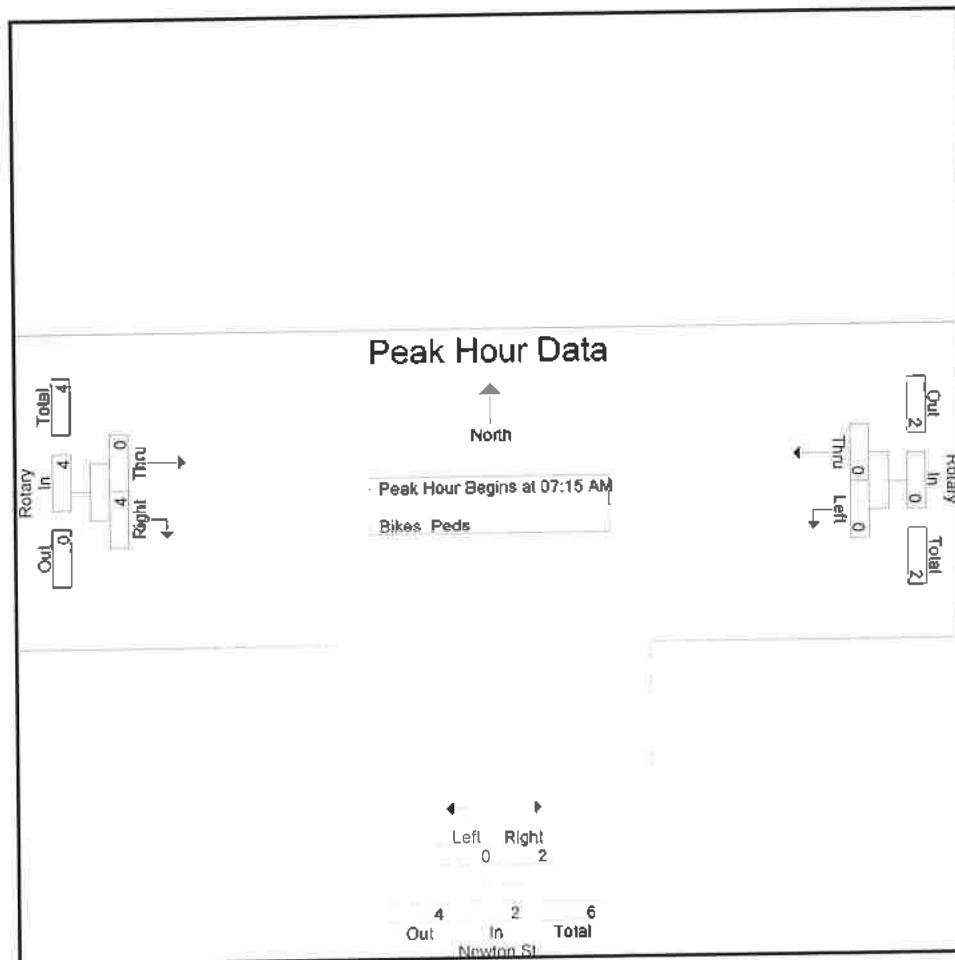 Peak Hour Data
North
Peak Hour Begins at 07:15 AM
Bikes Peds
Rotary
Out In Total
0 4 4
Right Thru
4 0
Rotary
Out In Total
2 0 2
Thru Left
0 0
Left Right
0 2
4 2 6
Out In Total
Newton St